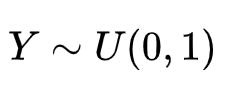 Y ∼ U(0, 1)